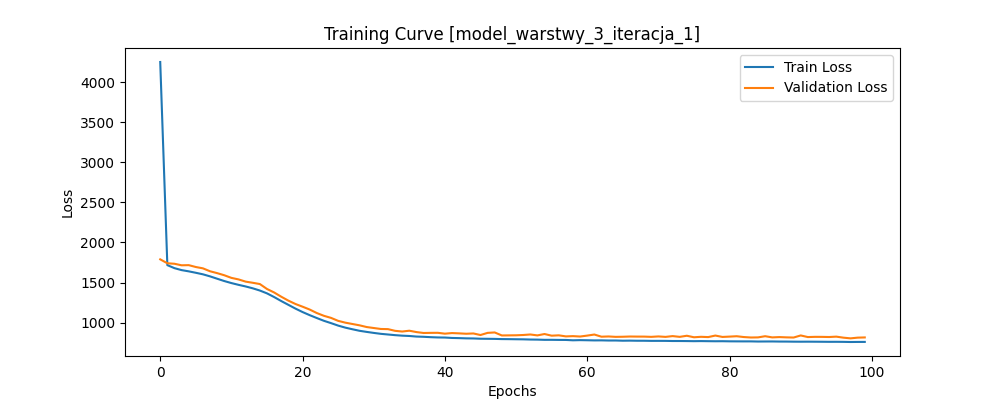 Training Curve [model_warstwy_3_iteracja_1]
Train Loss
Validation Loss
4000
3500
3000
2500
2000
1500
1000
Loss
0
20
40
60
80
100
Epochs